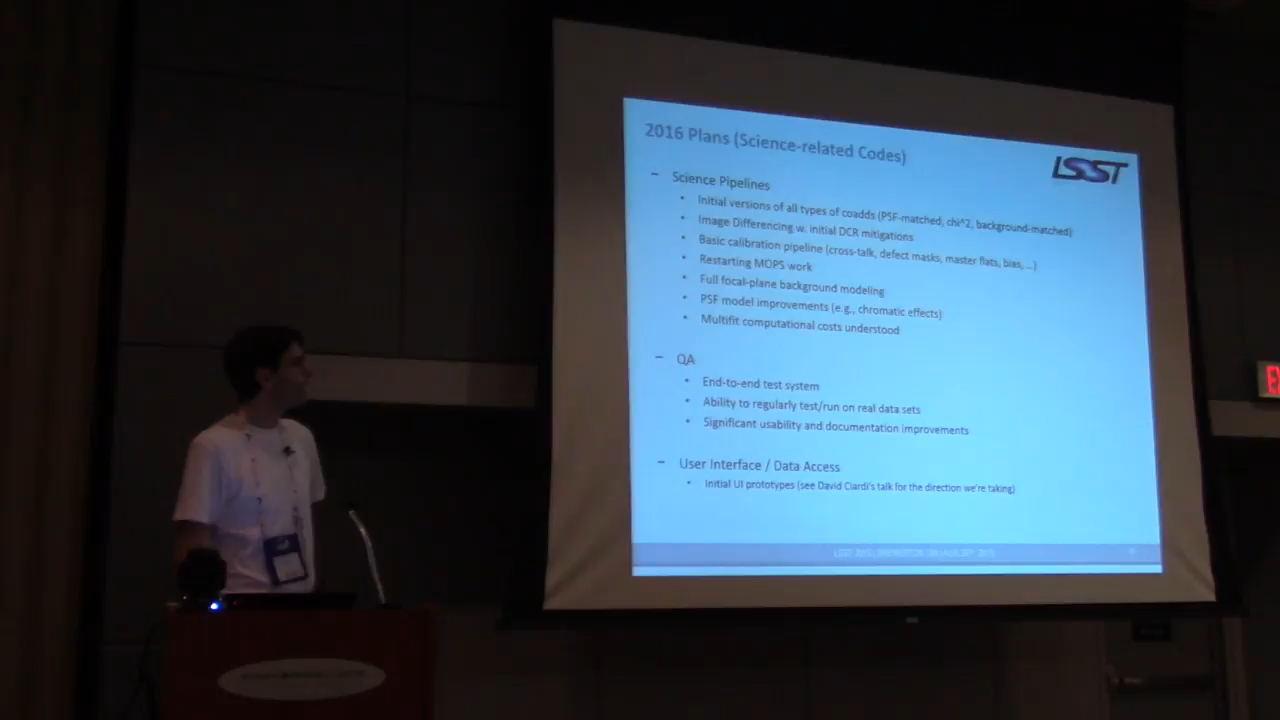 2016 Plans (Science-related Codes)
LSST
– Science Pipelines
• Initial versions of all types of coadds (PSF-matched, chi^2, background-matched)
• Image Differencing w. initial DCR mitigations
• Basic calibration pipeline (cross-talk, defect masks, master flats, bias, ...)
• Restarting MOPS work
• Full focal-plane background modeling
• PSF model improvements (e.g., chromatic effects)
• Multifit computational costs understood
– QA
• End-to-end test system
• Ability to regularly test/run on real data sets
• Significant usability and documentation improvements
– User Interface / Data Access
• Initial UI prototypes (see David Ciardi's talk for the direction we're taking)